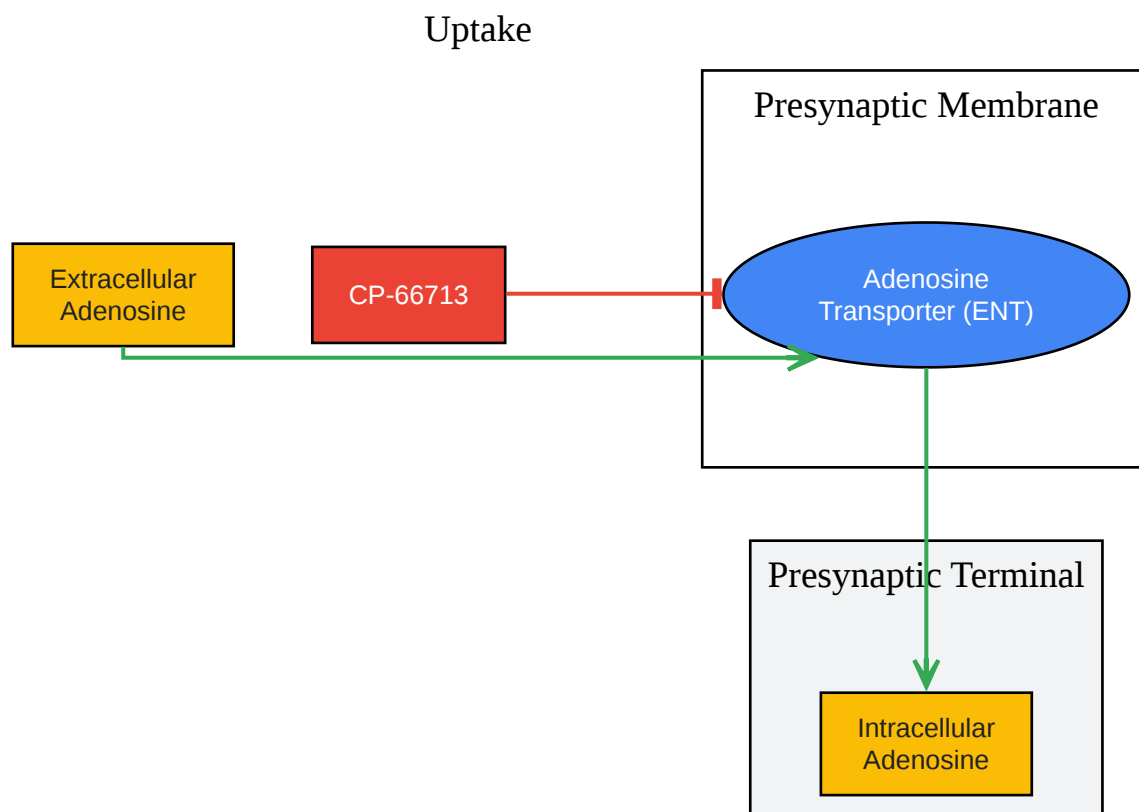 Uptake
Presynaptic Membrane
Extracellular
Adenosine
CP-66713
Adenosine
Transporter (ENT)
Presynaptic Terminal
Intracellular
Adenosine